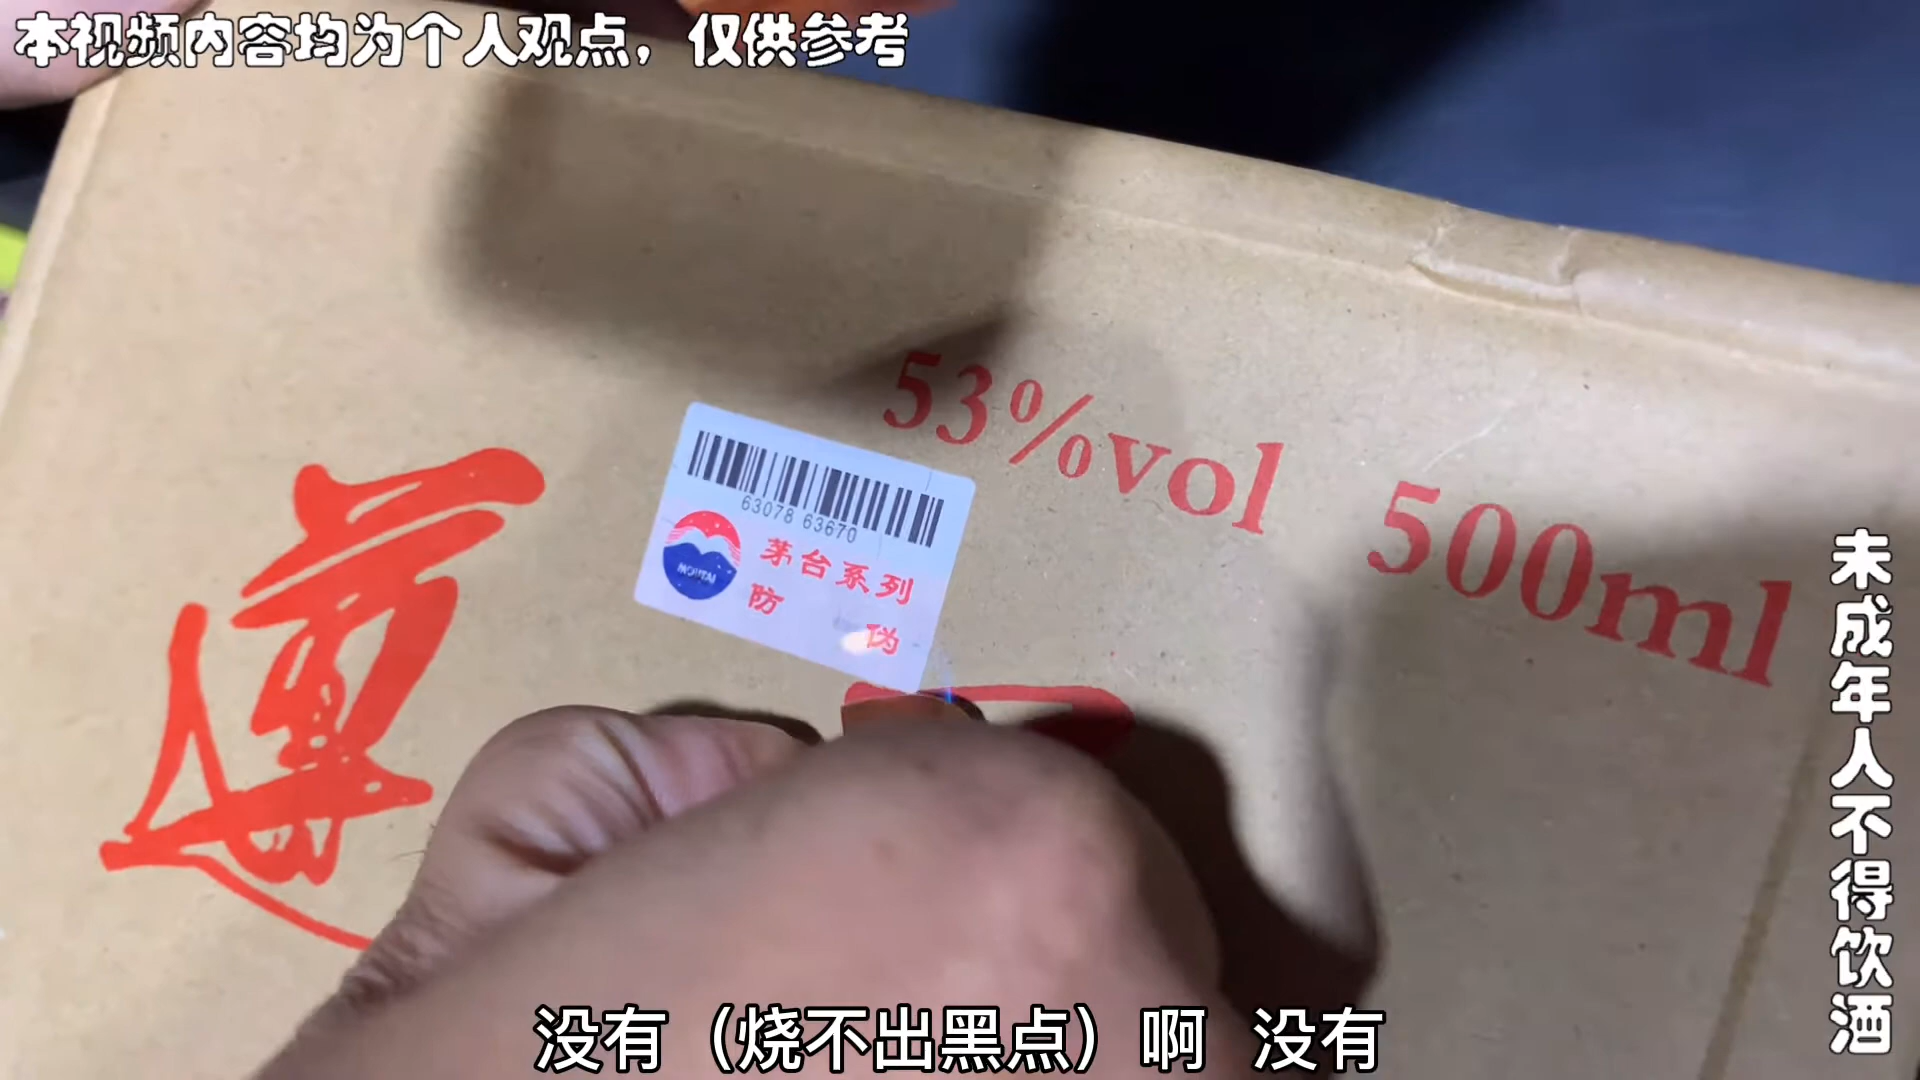 本视频内容均为个人观点，仅供参考
53%vol 500ml
63078 63670
MOUTAI
茅台系列
防 伪
遵
未成年人不得饮酒
没有（烧不出黑点）啊 没有